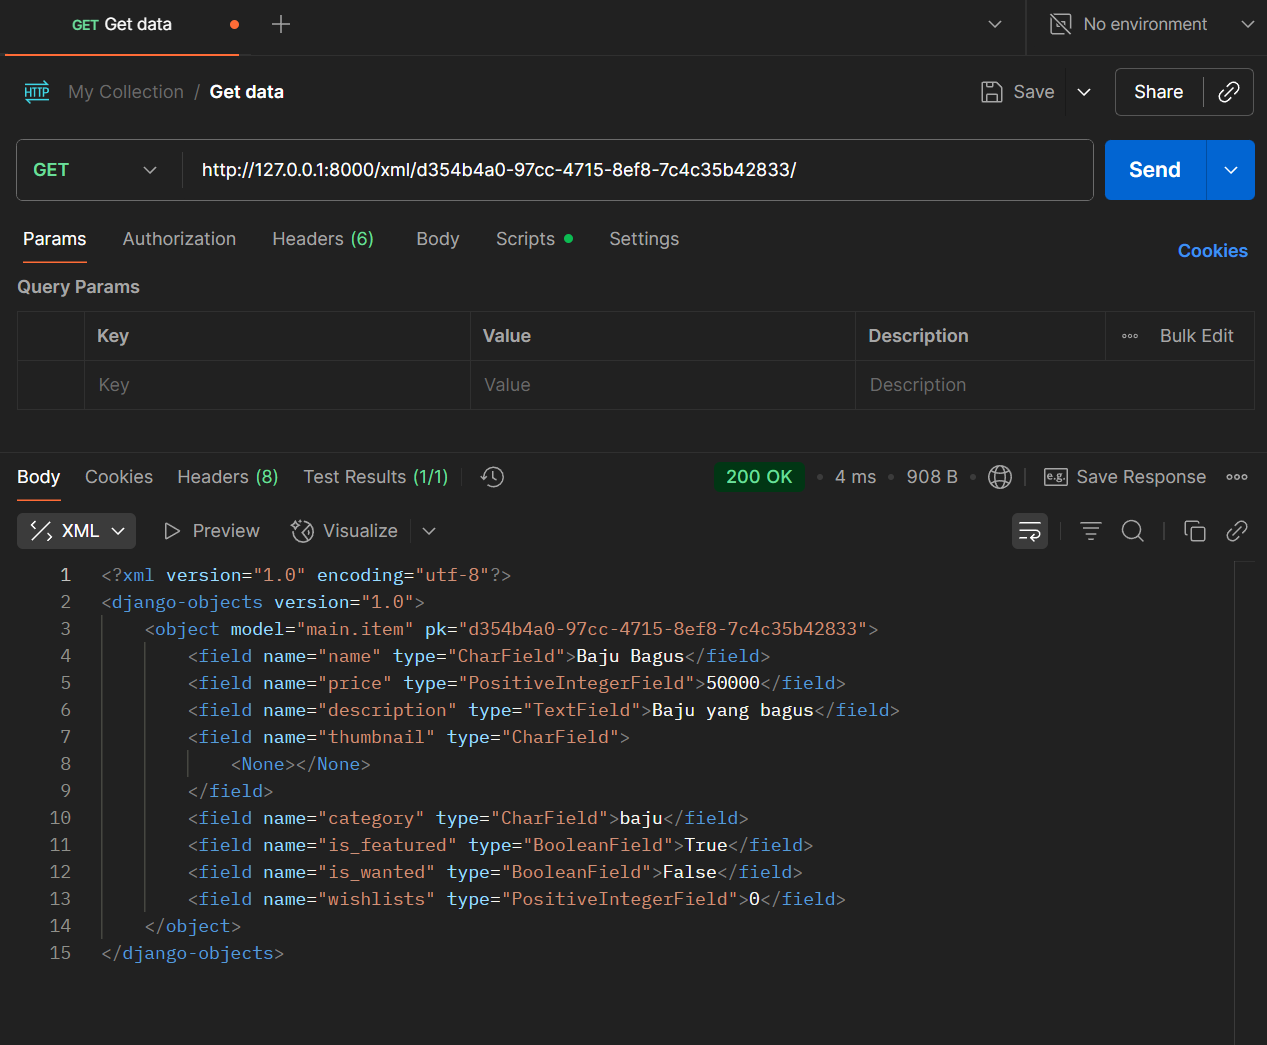 GET Get data
No environment
HTTP My Collection / Get data
Save
Share
GET http://127.0.0.1:8000/xml/d354b4a0-97cc-4715-8ef8-7c4c35b42833/ Send
Params Authorization Headers (6) Body Scripts Settings
Cookies
Query Params
Key Value Description Bulk Edit
Key Value Description
Body Cookies Headers (8) Test Results (1/1) 200 OK • 4 ms • 908 B • e.g. Save Response
XML Preview Visualize
1 <?xml version="1.0" encoding="utf-8"?>
2 <django-objects version="1.0">
3 <object model="main.item" pk="d354b4a0-97cc-4715-8ef8-7c4c35b42833">
4 <field name="name" type="CharField">Baju Bagus</field>
5 <field name="price" type="PositiveIntegerField">50000</field>
6 <field name="description" type="TextField">Baju yang bagus</field>
7 <field name="thumbnail" type="CharField">
8 <None></None>
9 </field>
10 <field name="category" type="CharField">baju</field>
11 <field name="is_featured" type="BooleanField">True</field>
12 <field name="is_wanted" type="BooleanField">False</field>
13 <field name="wishlists" type="PositiveIntegerField">0</field>
14 </object>
15 </django-objects>